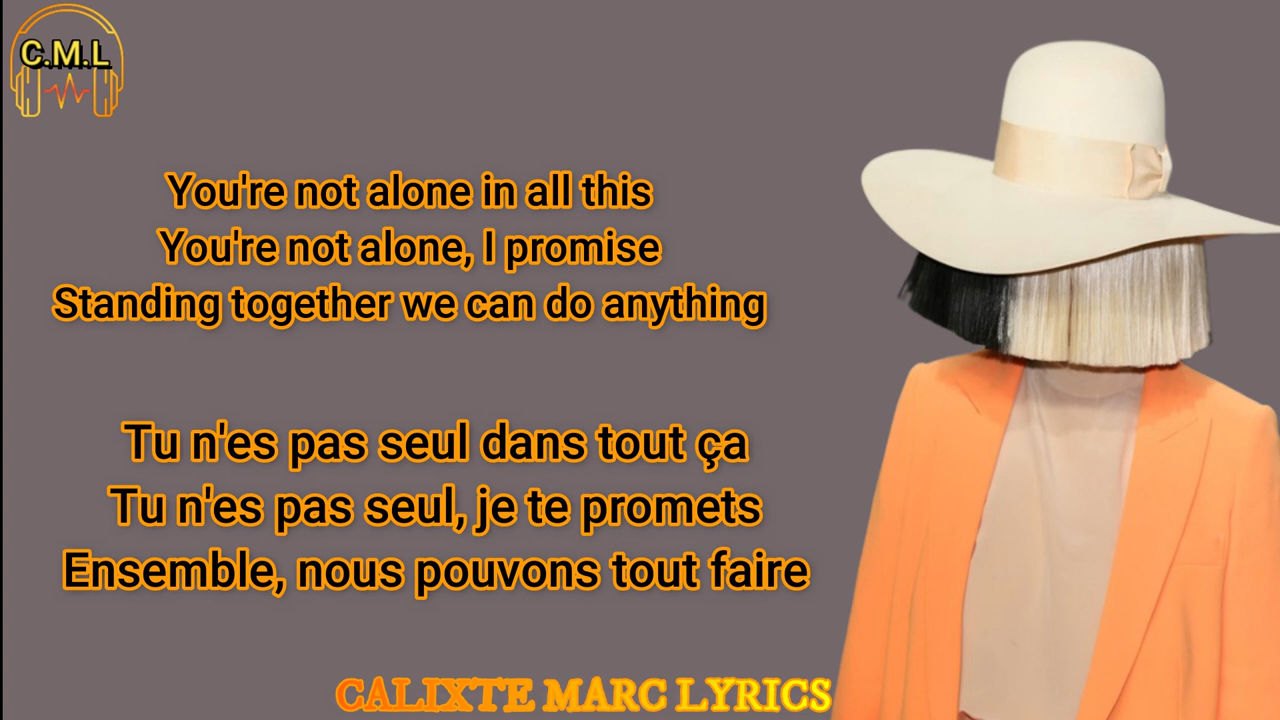 C.M.L
You're not alone in all this
You're not alone, I promise
Standing together we can do anything
Tu n'es pas seul dans tout ça
Tu n'es pas seul, je te promets
Ensemble, nous pouvons tout faire
CALIXTE MARC LYRICS